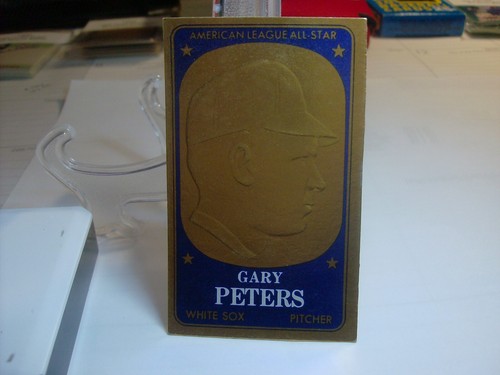 AMERICAN LEAGUE ALL-STAR
GARY
PETERS
WHITE SOX PITCHER